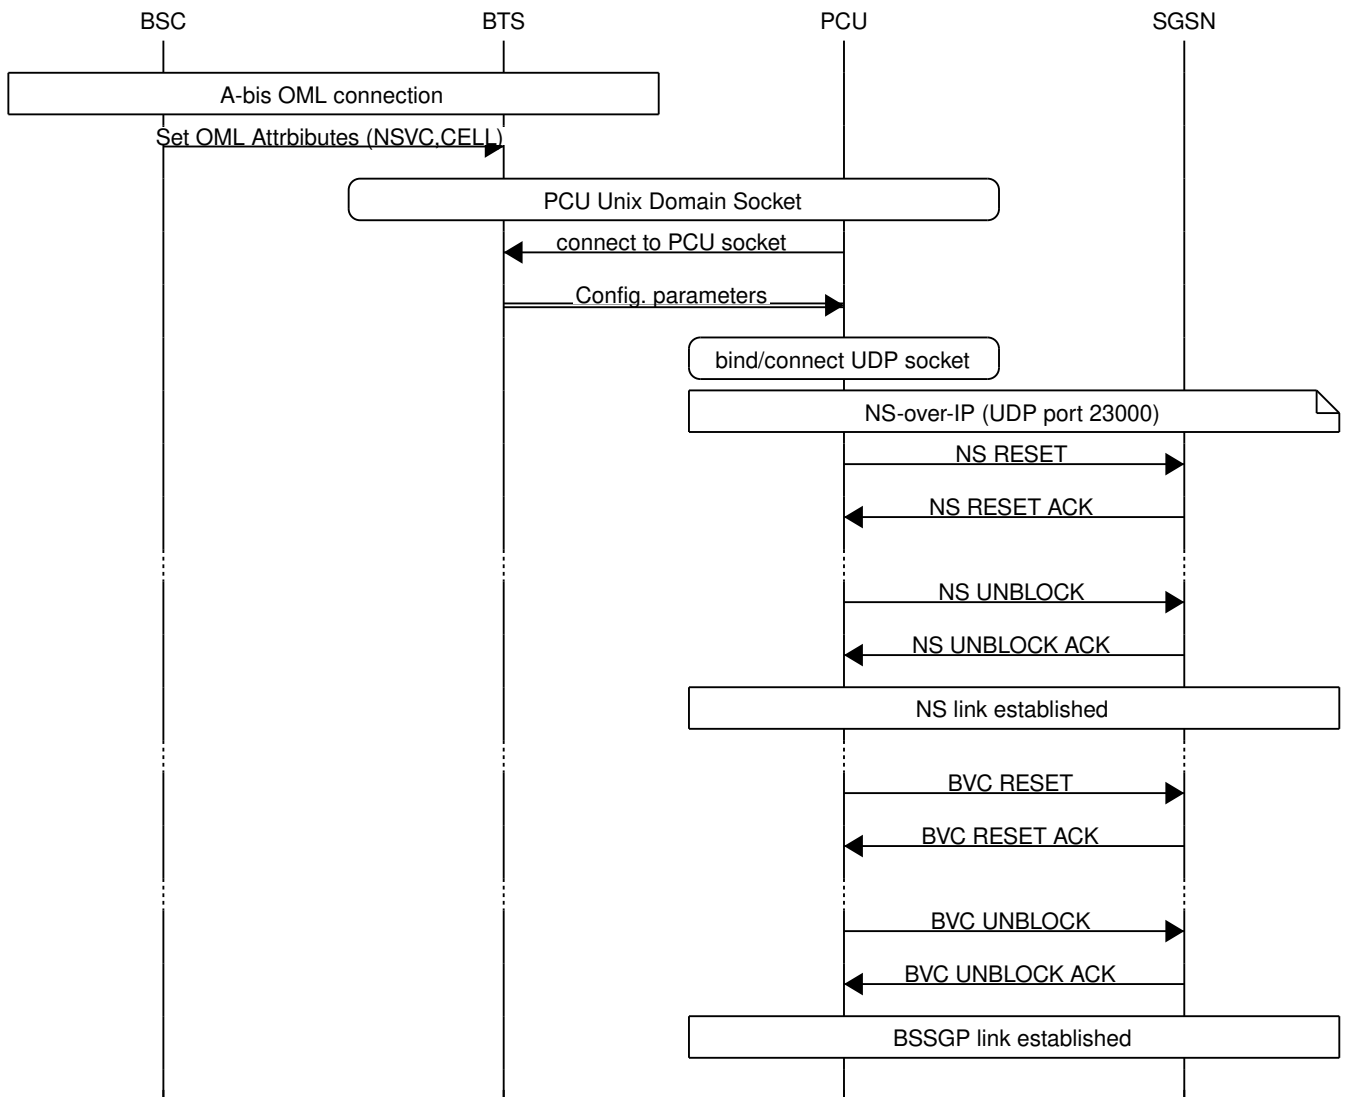 BSC BTS PCU SGSN
A-bis OML connection
Set OML Attrbibutes (NSVC,CELL)
PCU Unix Domain Socket
connect to PCU socket
Config. parameters
bind/connect UDP socket
NS-over-IP (UDP port 23000)
NS RESET
NS RESET ACK
NS UNBLOCK
NS UNBLOCK ACK
NS link established
BVC RESET
BVC RESET ACK
BVC UNBLOCK
BVC UNBLOCK ACK
BSSGP link established